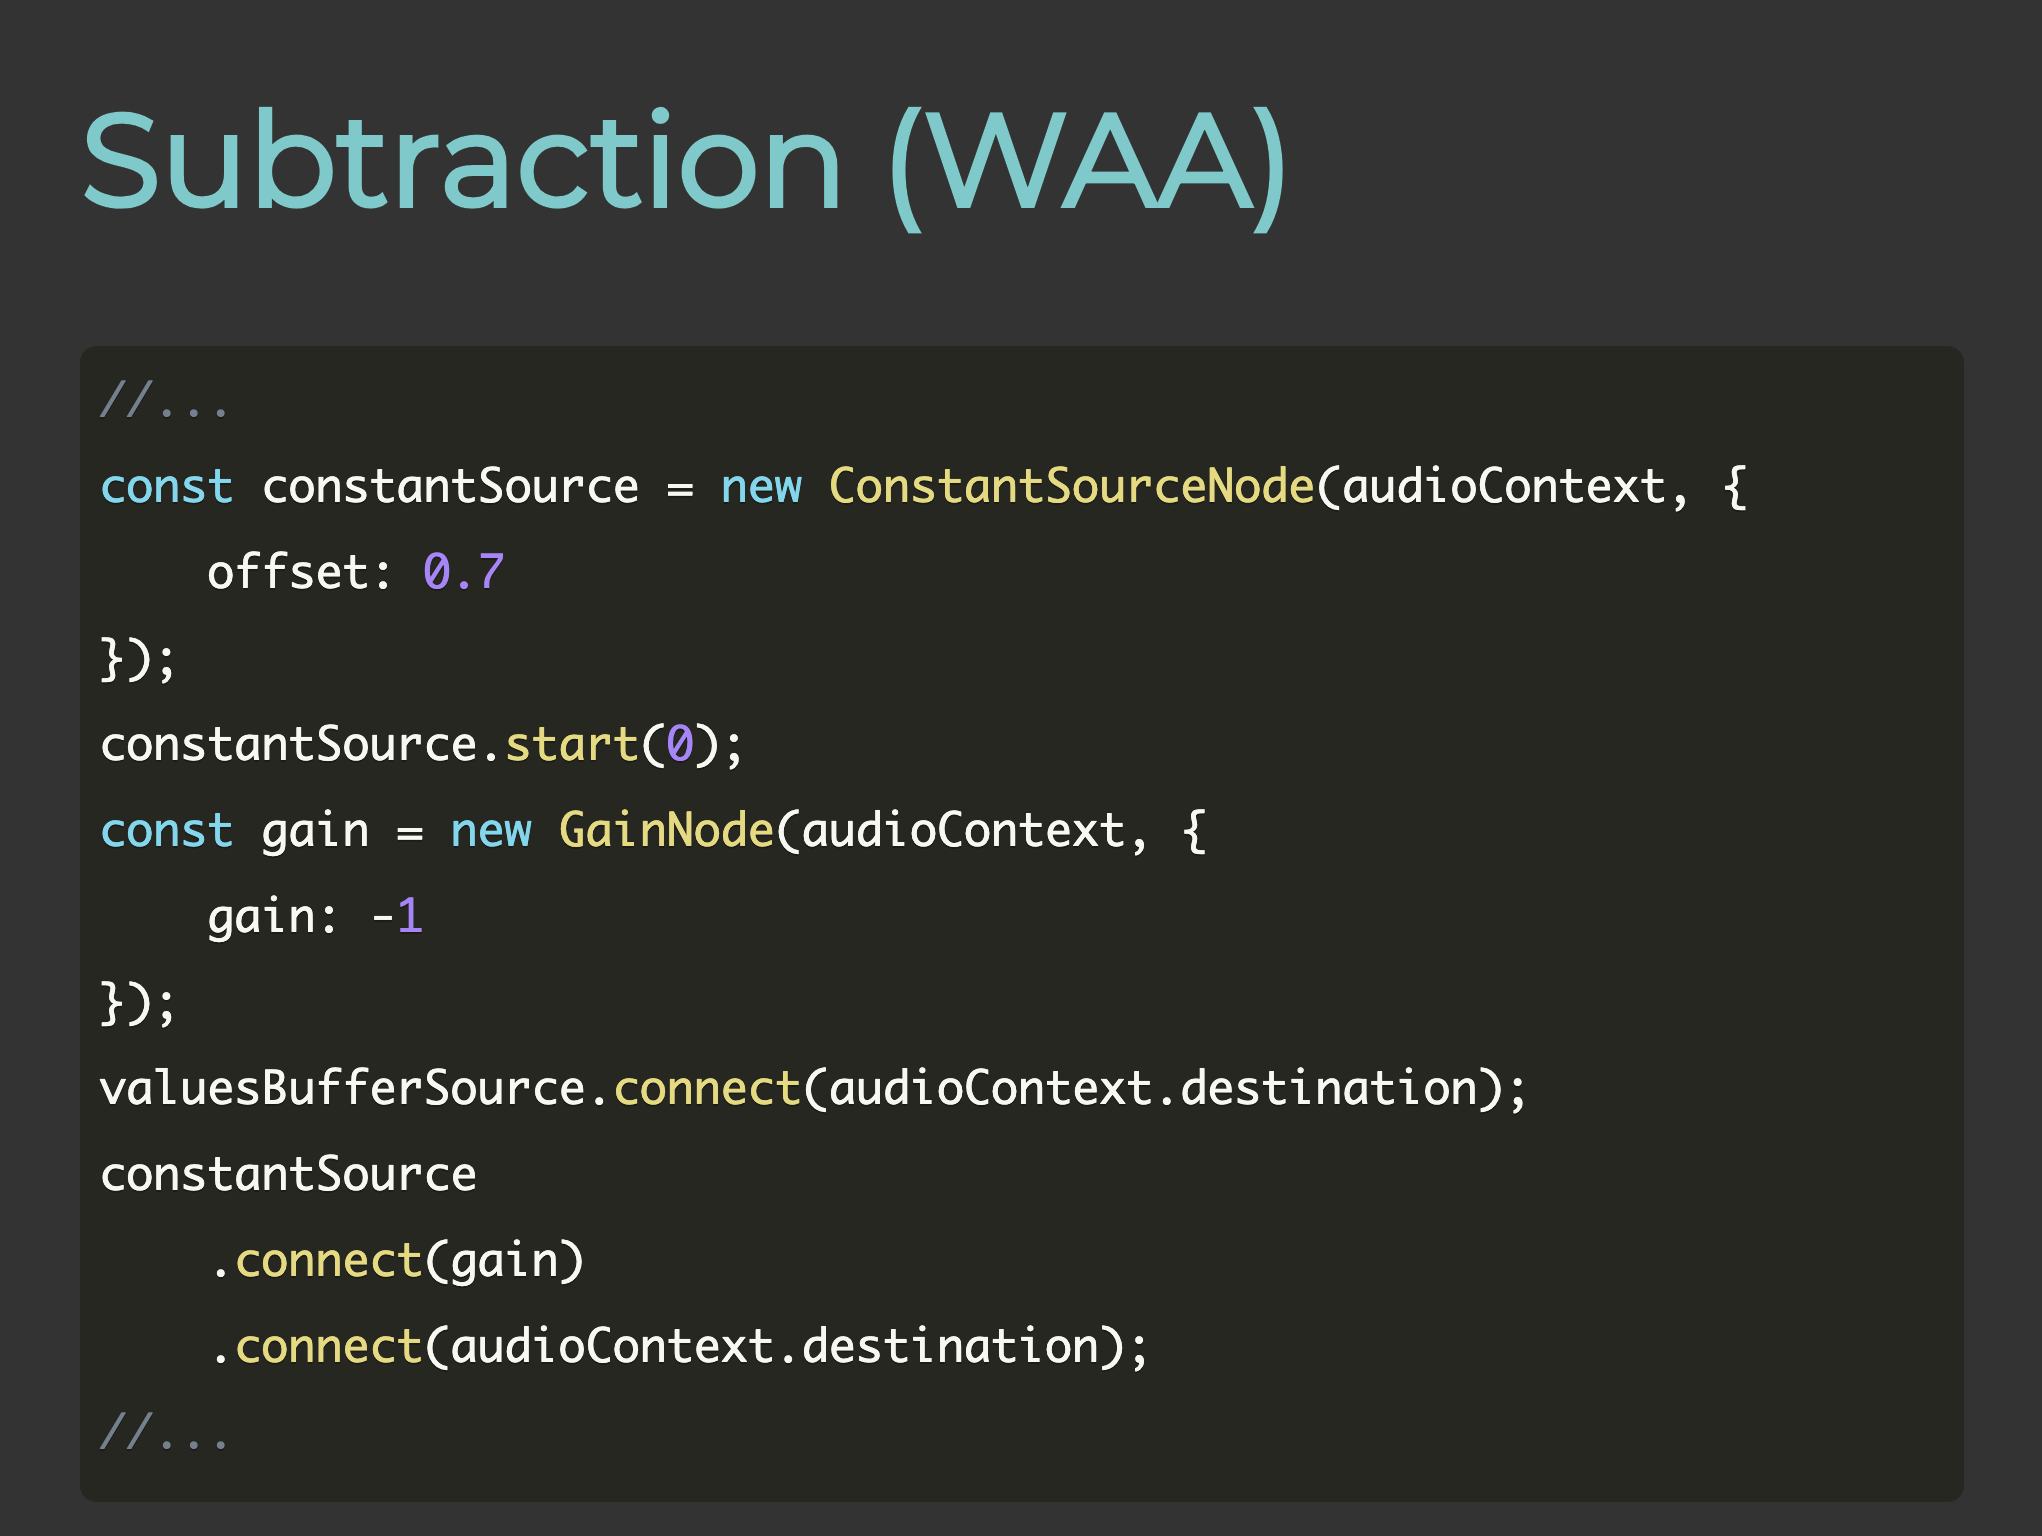 Subtraction (WAA)
//...
const constantSource = new ConstantSourceNode(audioContext, {
    offset: 0.7
});
constantSource.start(0);
const gain = new GainNode(audioContext, {
    gain: -1
});
valuesBufferSource.connect(audioContext.destination);
constantSource
    .connect(gain)
    .connect(audioContext.destination);
//...